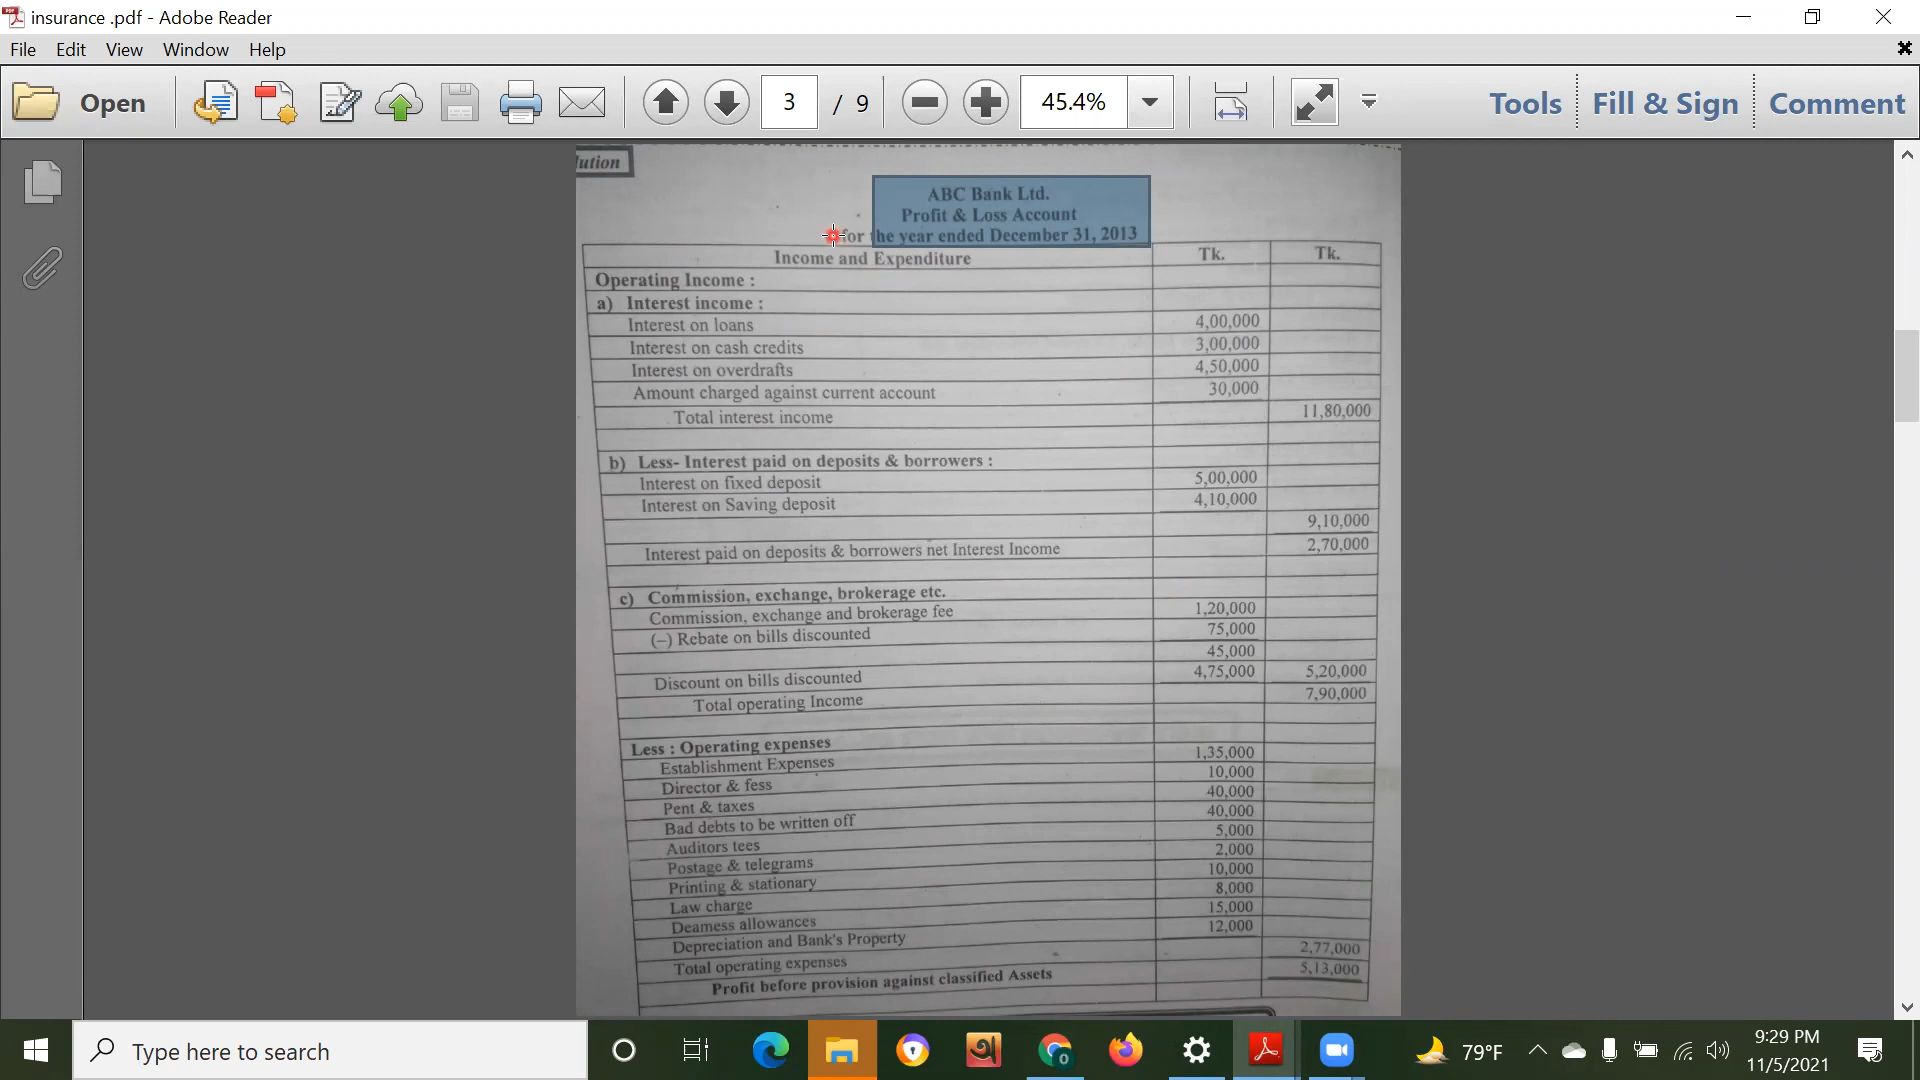 insurance .pdf - Adobe Reader
File Edit View Window Help
Open 3 / 9 45.4% Tools Fill & Sign Comment
lution
ABC Bank Ltd.
Profit & Loss Account
for the year ended December 31, 2013
Income and Expenditure Tk. Tk.
Operating Income :
a) Interest income :
Interest on loans 4,00,000
Interest on cash credits 3,00,000
Interest on overdrafts 4,50,000
Amount charged against current account 30,000
Total interest income 11,80,000
b) Less- Interest paid on deposits & borrowers :
Interest on fixed deposit 5,00,000
Interest on Saving deposit 4,10,000
9,10,000
Interest paid on deposits & borrowers net Interest Income 2,70,000
c) Commission, exchange, brokerage etc.
Commission, exchange and brokerage fee 1,20,000
(–) Rebate on bills discounted 75,000
45,000
Discount on bills discounted 4,75,000 5,20,000
Total operating Income 7,90,000
Less : Operating expenses
Establishment Expenses 1,35,000
Director & fess 10,000
Pent & taxes 40,000
Bad debts to be written off 40,000
Auditors tees 5,000
Postage & telegrams 2,000
Printing & stationary 10,000
Law charge 8,000
Deamess allowances 15,000
Depreciation and Bank's Property 12,000
Total operating expenses 2,77,000
Profit before provision against classified Assets 5,13,000
Type here to search
79°F
9:29 PM
11/5/2021